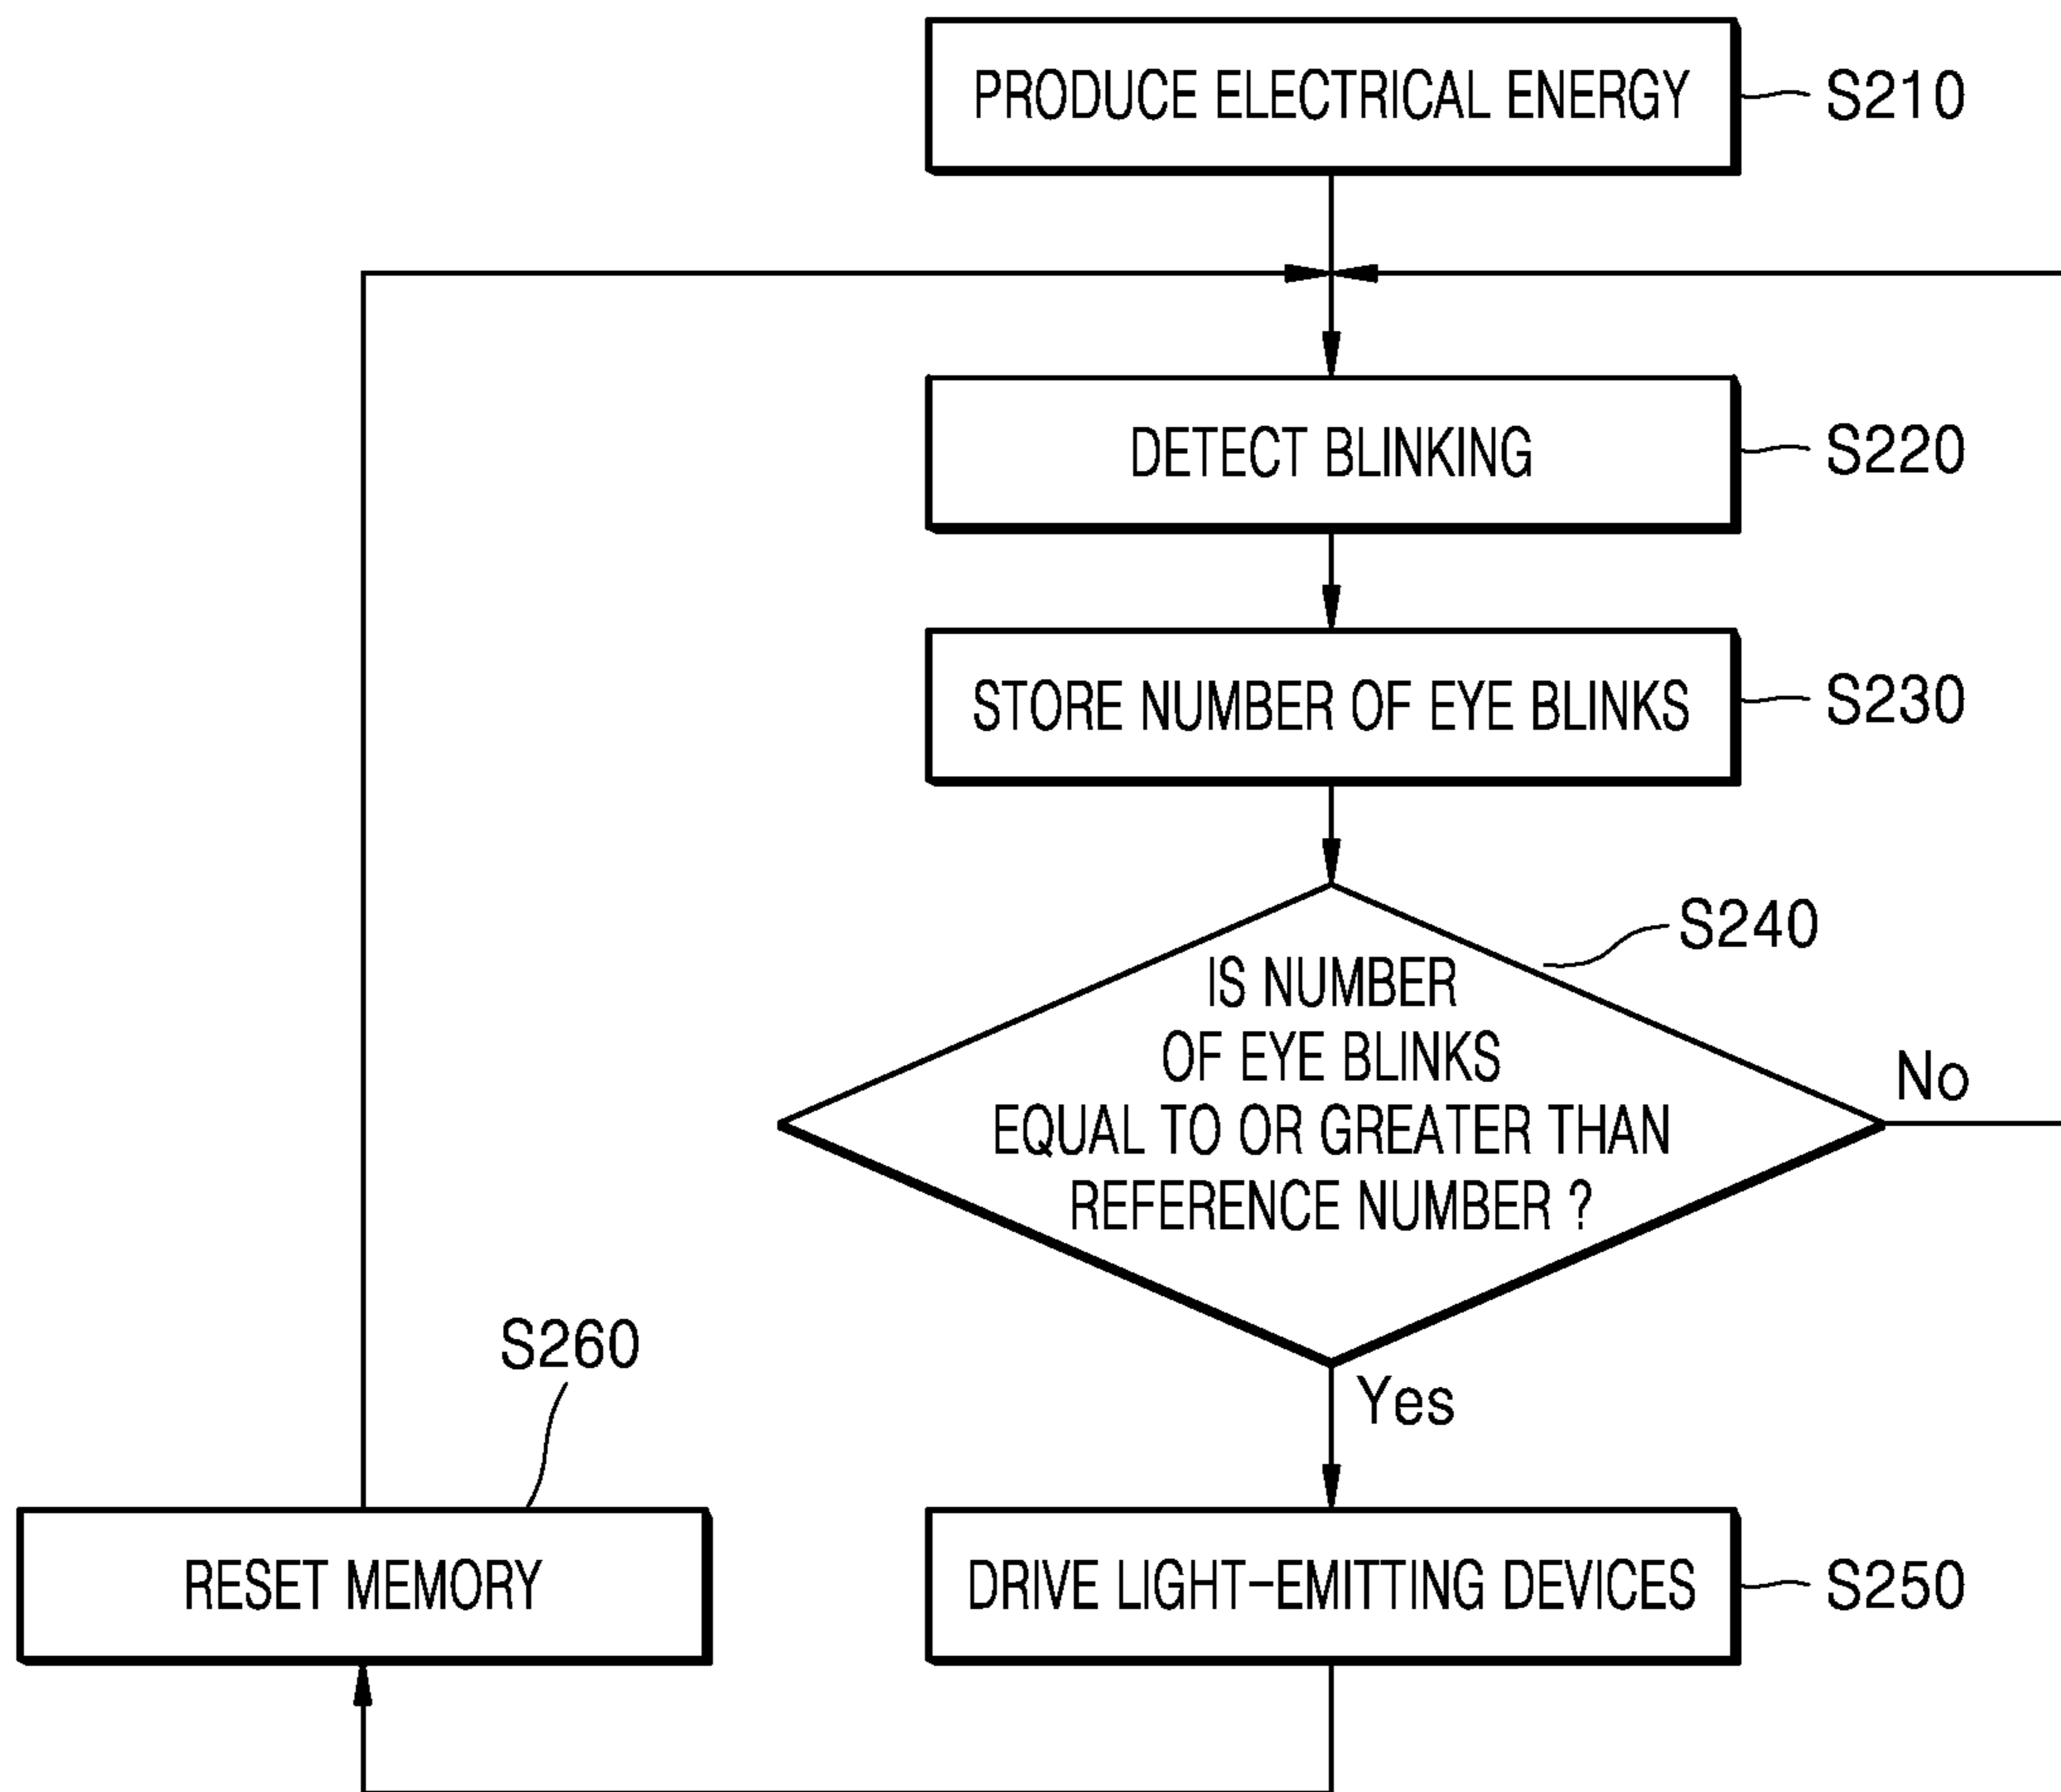 PRODUCE ELECTRICAL ENERGY
S210
DETECT BLINKING
S220
STORE NUMBER OF EYE BLINKS
S230
S240
IS NUMBER
OF EYE BLINKS
EQUAL TO OR GREATER THAN
REFERENCE NUMBER ?
No
Yes
S260
RESET MEMORY
DRIVE LIGHT-EMITTING DEVICES
S250